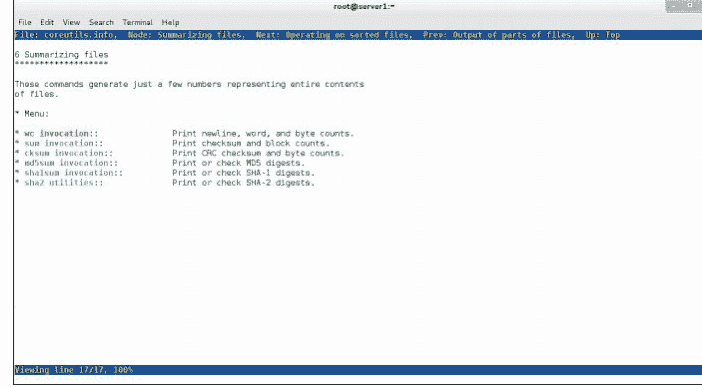 root@server1:~
File Edit View Search Terminal Help
File: coreutils.info, Node: Summarizing files, Next: Operating on sorted files, Prev: Output of parts of files, Up: Top
6 Summarizing files
*******************
These commands generate just a few numbers representing entire contents
of files.
* Menu:
* wc invocation:: Print newline, word, and byte counts.
* sum invocation:: Print checksum and block counts.
* cksum invocation:: Print CRC checksum and byte counts.
* md5sum invocation:: Print or check MD5 digests.
* sha1sum invocation:: Print or check SHA-1 digests.
* sha2 utilities:: Print or check SHA-2 digests.
Viewing line 17/17, 100%